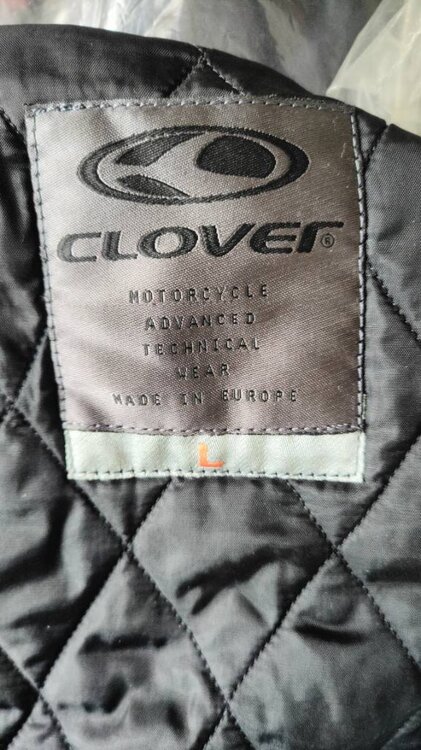 CLOVER®
MOTORCYCLE
ADVANCED
TECHNICAL
WEAR
MADE IN EUROPE
L